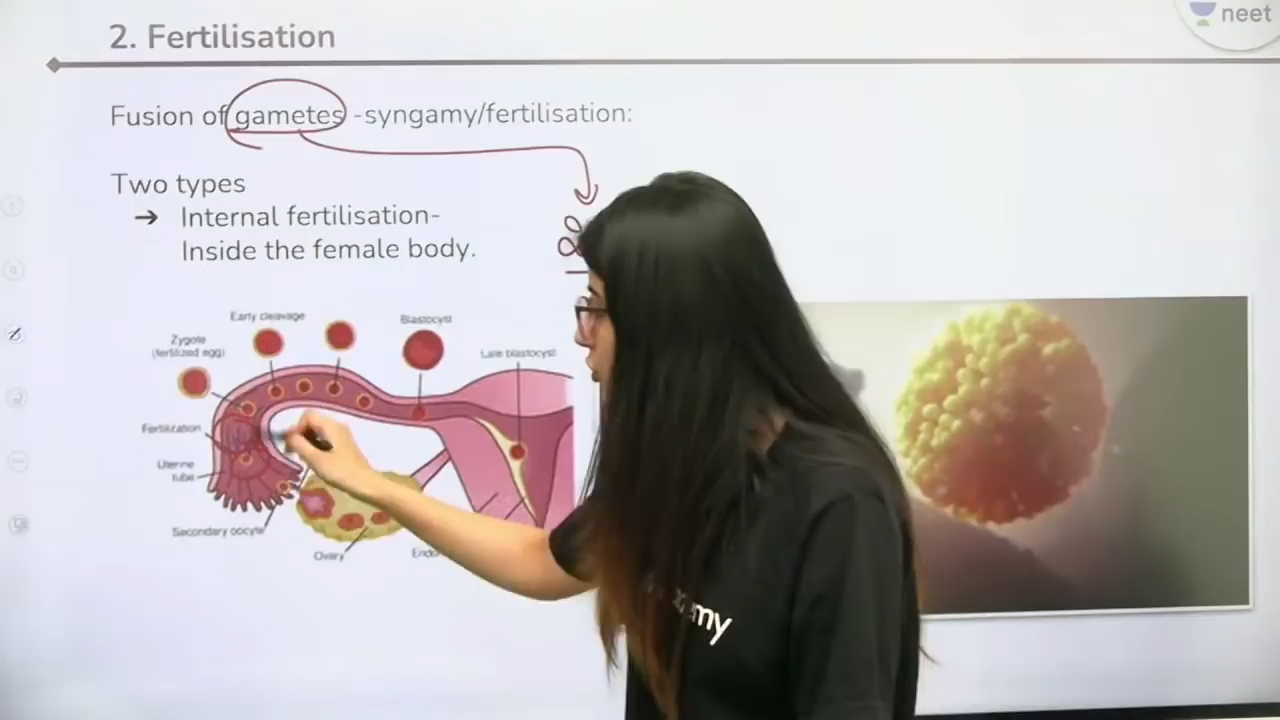 neet
2. Fertilisation
Fusion of gametes -syngamy/fertilisation:
Two types
➔ Internal fertilisation-
Inside the female body.
Early cleavage
Blastocyst
Zygote
(fertilized egg)
Late blastocyst
Fertilization
Uterine
tube
Secondary oocyte
Ovary
Endo
my